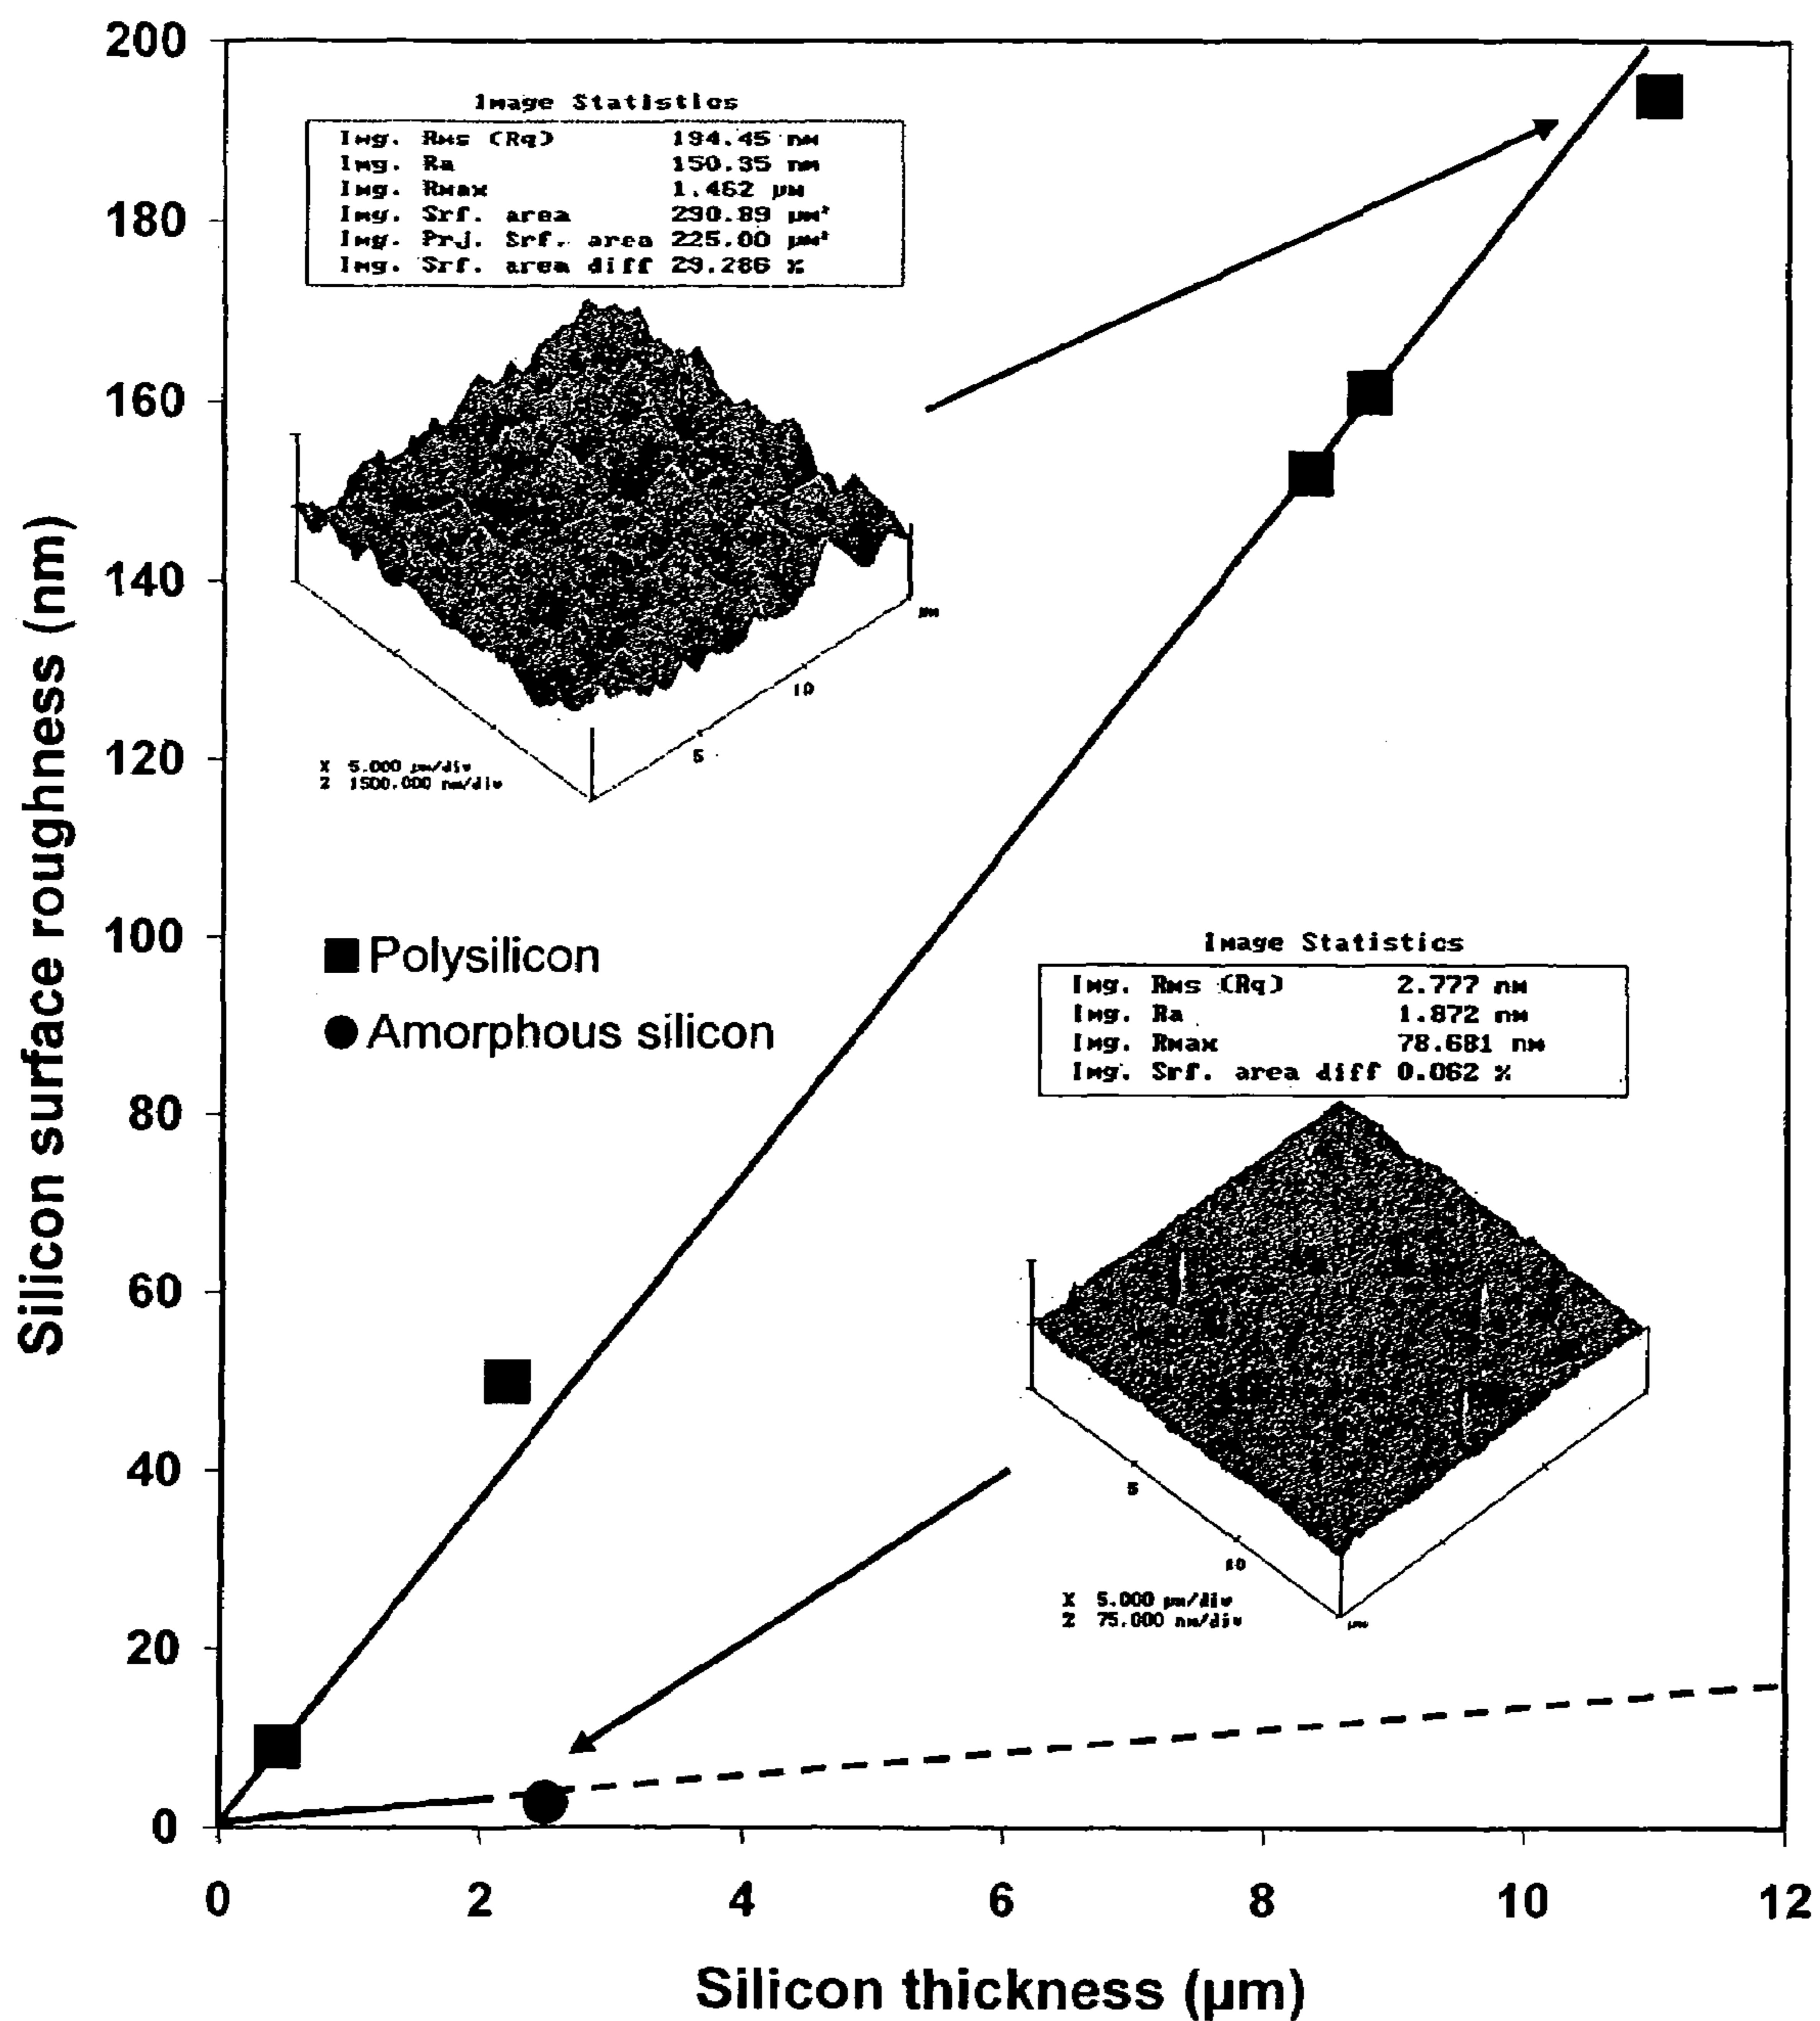 200
180
160
140
120
100
80
60
40
20
0
Silicon surface roughness (nm)
Image Statistics
Img. Rms (Rq) 194.45 nm
Img. Ra 150.35 nm
Img. Rmax 1.462 µm
Img. Srf. area 290.89 µm²
Img. Prj. Srf. area 225.00 µm²
Img. Srf. area diff 29.286 %
µm
10
5
X 5.000 µm/div
Z 1500.000 nm/div
Polysilicon
Amorphous silicon
Image Statistics
Img. Rms (Rq) 2.777 nm
Img. Ra 1.872 nm
Img. Rmax 78.681 nm
Img. Srf. area diff 0.062 %
5
10
µm
X 5.000 µm/div
Z 75.000 nm/div
0 2 4 6 8 10 12
Silicon thickness (µm)